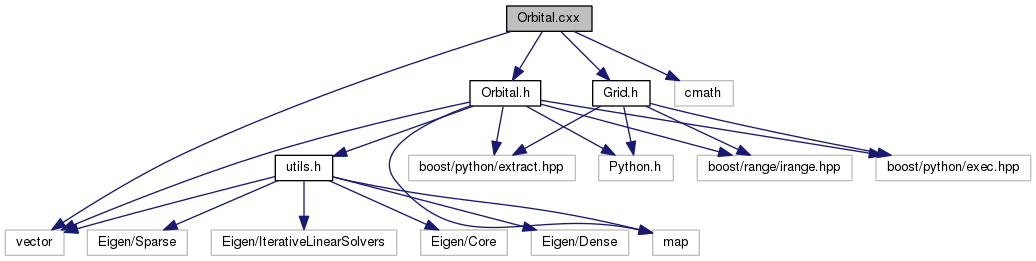 Orbital.cxx
Orbital.h
Grid.h
cmath
utils.h
boost/python/extract.hpp
Python.h
boost/range/irange.hpp
boost/python/exec.hpp
vector
Eigen/Sparse
Eigen/IterativeLinearSolvers
Eigen/Core
Eigen/Dense
map